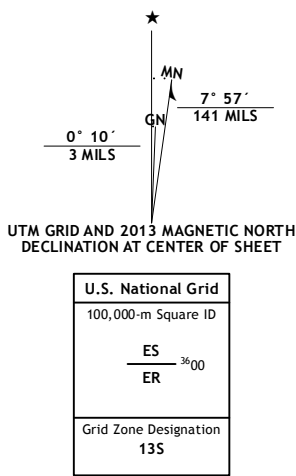 ★
MN
7° 57´
141 MILS
GN
0° 10´
3 MILS
UTM GRID AND 2013 MAGNETIC NORTH
DECLINATION AT CENTER OF SHEET
U.S. National Grid
100,000-m Square ID
ES
3600
ER
Grid Zone Designation
13S